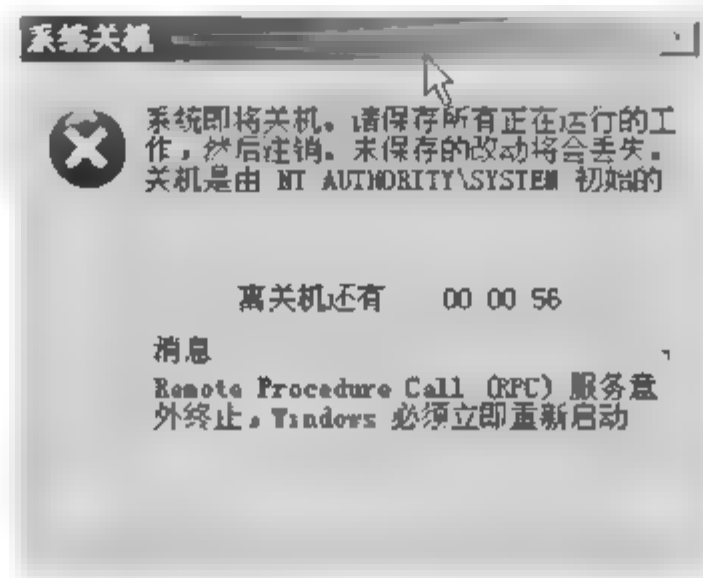 系统关机
系统即将关机。请保存所有正在运行的工
作，然后注销。未保存的改动将会丢失。
关机是由 NT AUTHORITY\SYSTEM 初始的
离关机还有 00 00 56
消息
Remote Procedure Call (RPC) 服务意
外终止，Windows 必须立即重新启动